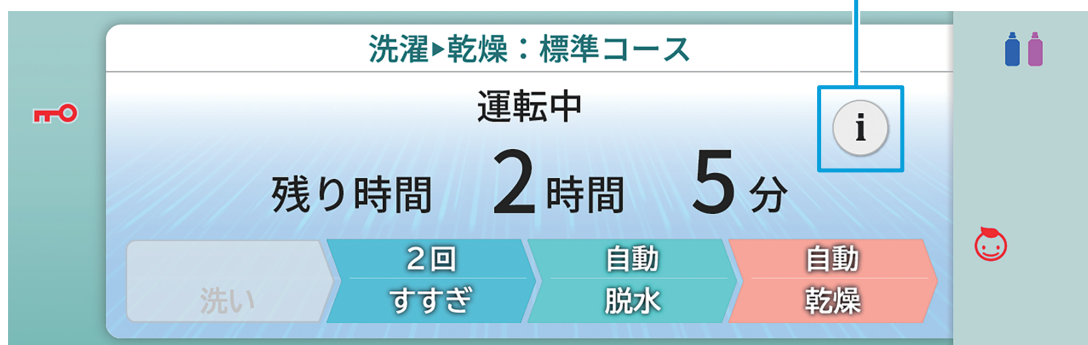 洗濯▶乾燥：標準コース
運転中
i
残り時間 2時間 5分
洗い
2回
すすぎ
自動
脱水
自動
乾燥